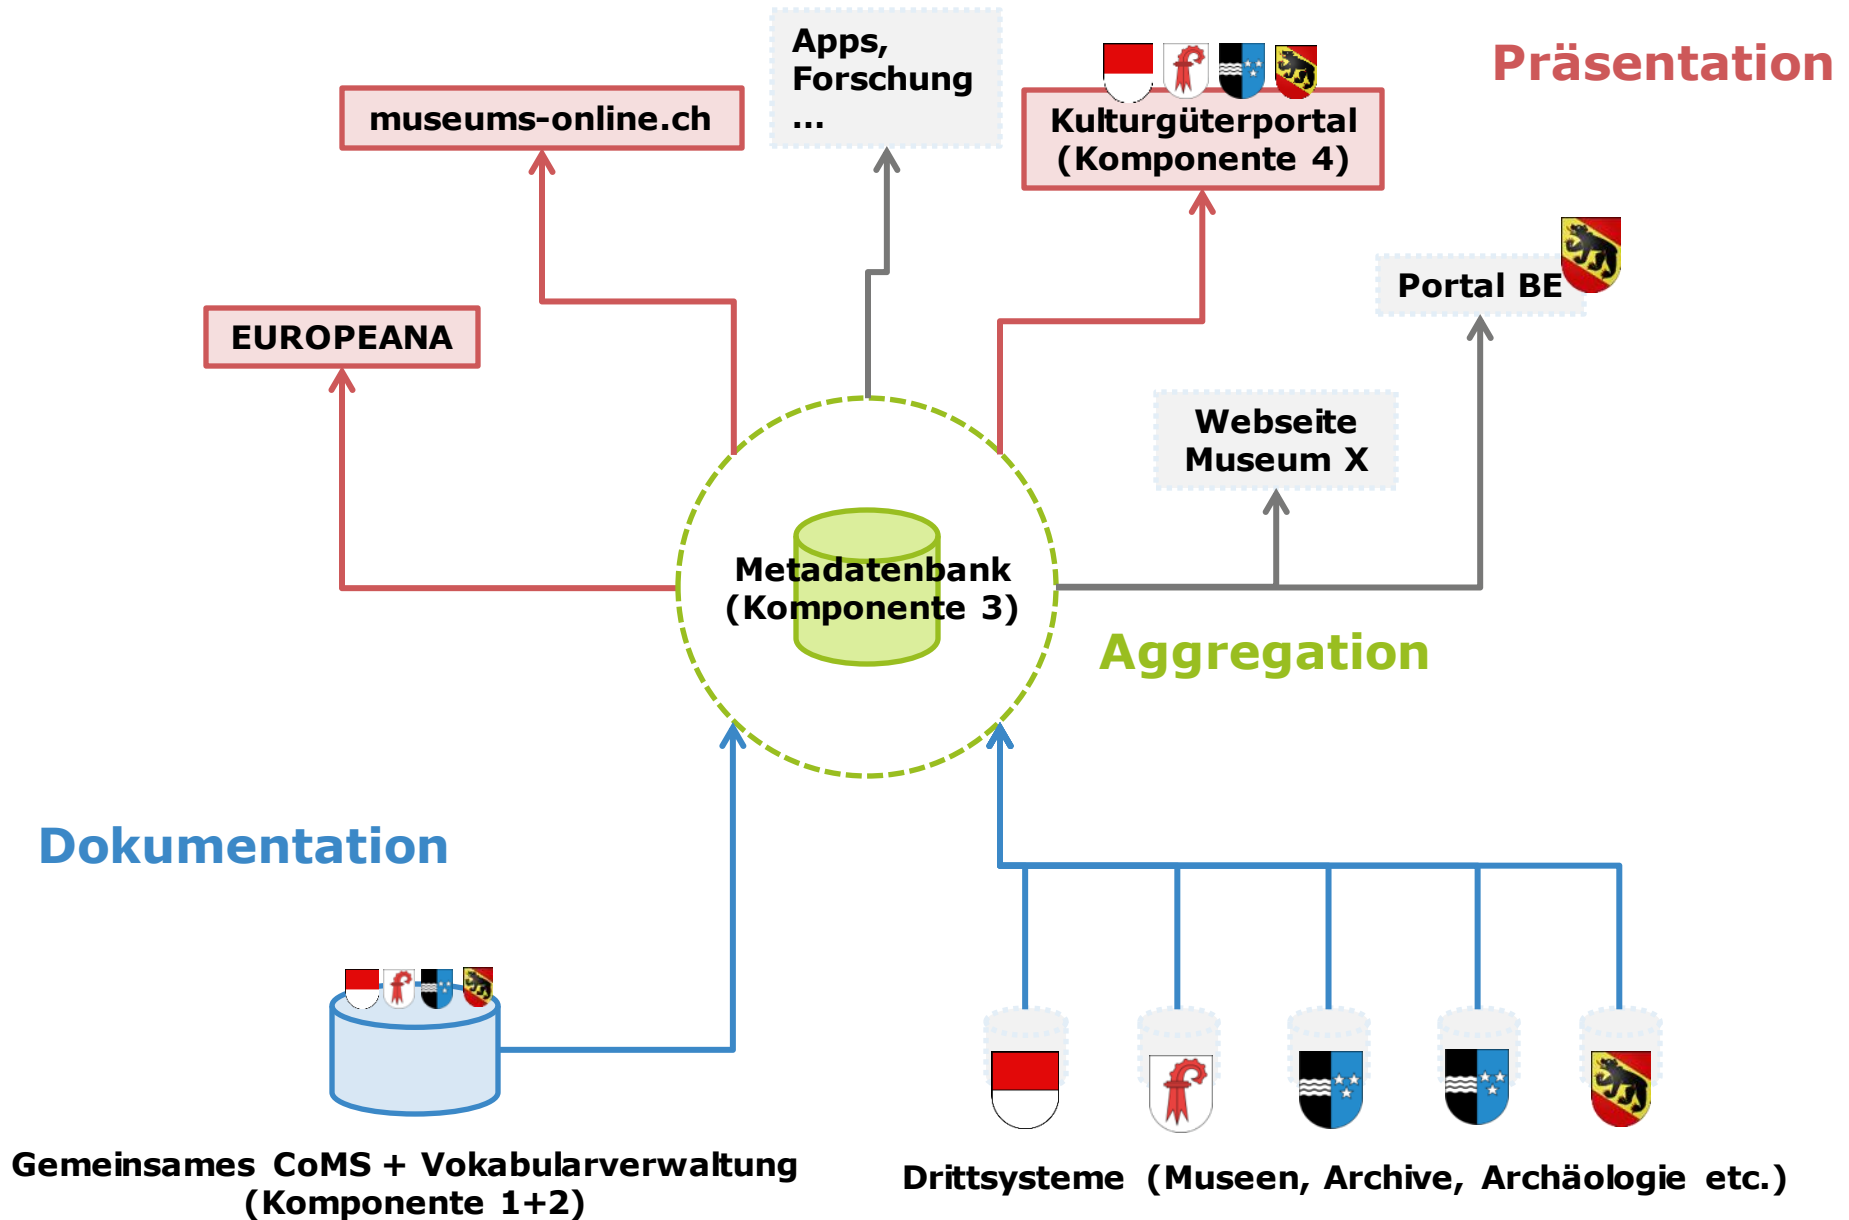 Apps,
Forschung
...
Präsentation
museums-online.ch
Kulturgüterportal
(Komponente 4)
Portal BE
EUROPEANA
Webseite
Museum X
Metadatenbank
(Komponente 3)
Aggregation
Dokumentation
Gemeinsames CoMS + Vokabularverwaltung
(Komponente 1+2)
Drittsysteme (Museen, Archive, Archäologie etc.)